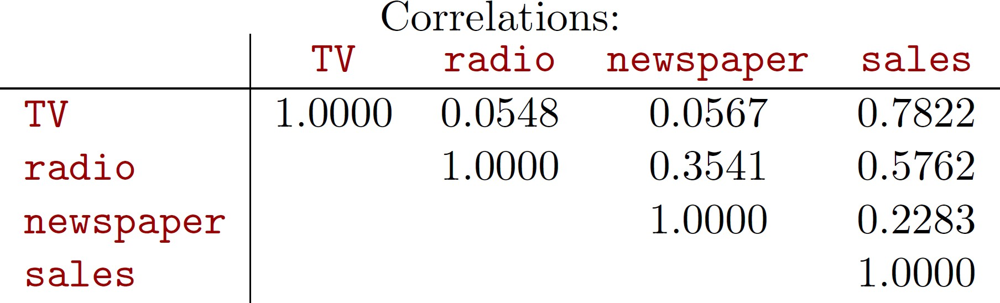 Correlations:
TV radio newspaper sales
TV 1.0000 0.0548 0.0567 0.7822
radio 1.0000 0.3541 0.5762
newspaper 1.0000 0.2283
sales 1.0000